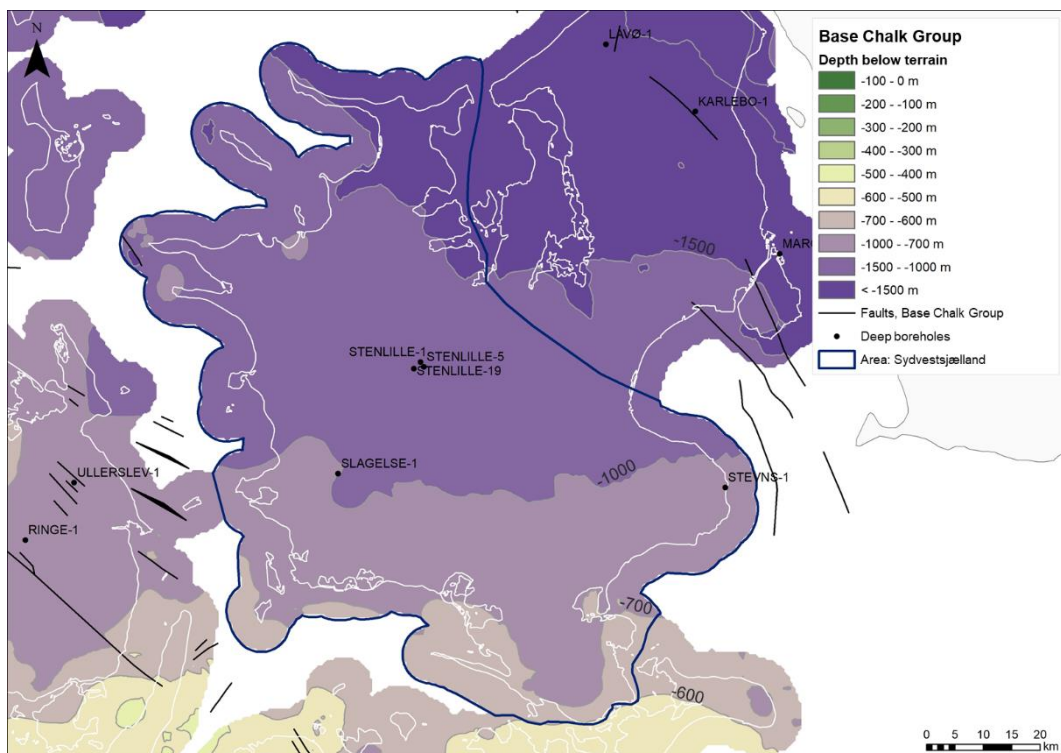 N
LAVØ-1
KARLEBO-1
-1500
STENLILLE-1
STENLILLE-5
STENLILLE-19
SLAGELSE-1
-1000
STEVNS-1
ULLERSLEV-1
RINGE-1
-700
-600
Base Chalk Group
Depth below terrain
-100 - 0 m
-200 - -100 m
-300 - -200 m
-400 - -300 m
-500 - -400 m
-600 - -500 m
-700 - -600 m
-1000 - -700 m
-1500 - -1000 m
< -1500 m
Faults, Base Chalk Group
Deep boreholes
Area: Sydvestsjælland
0 5 10 15 20
km